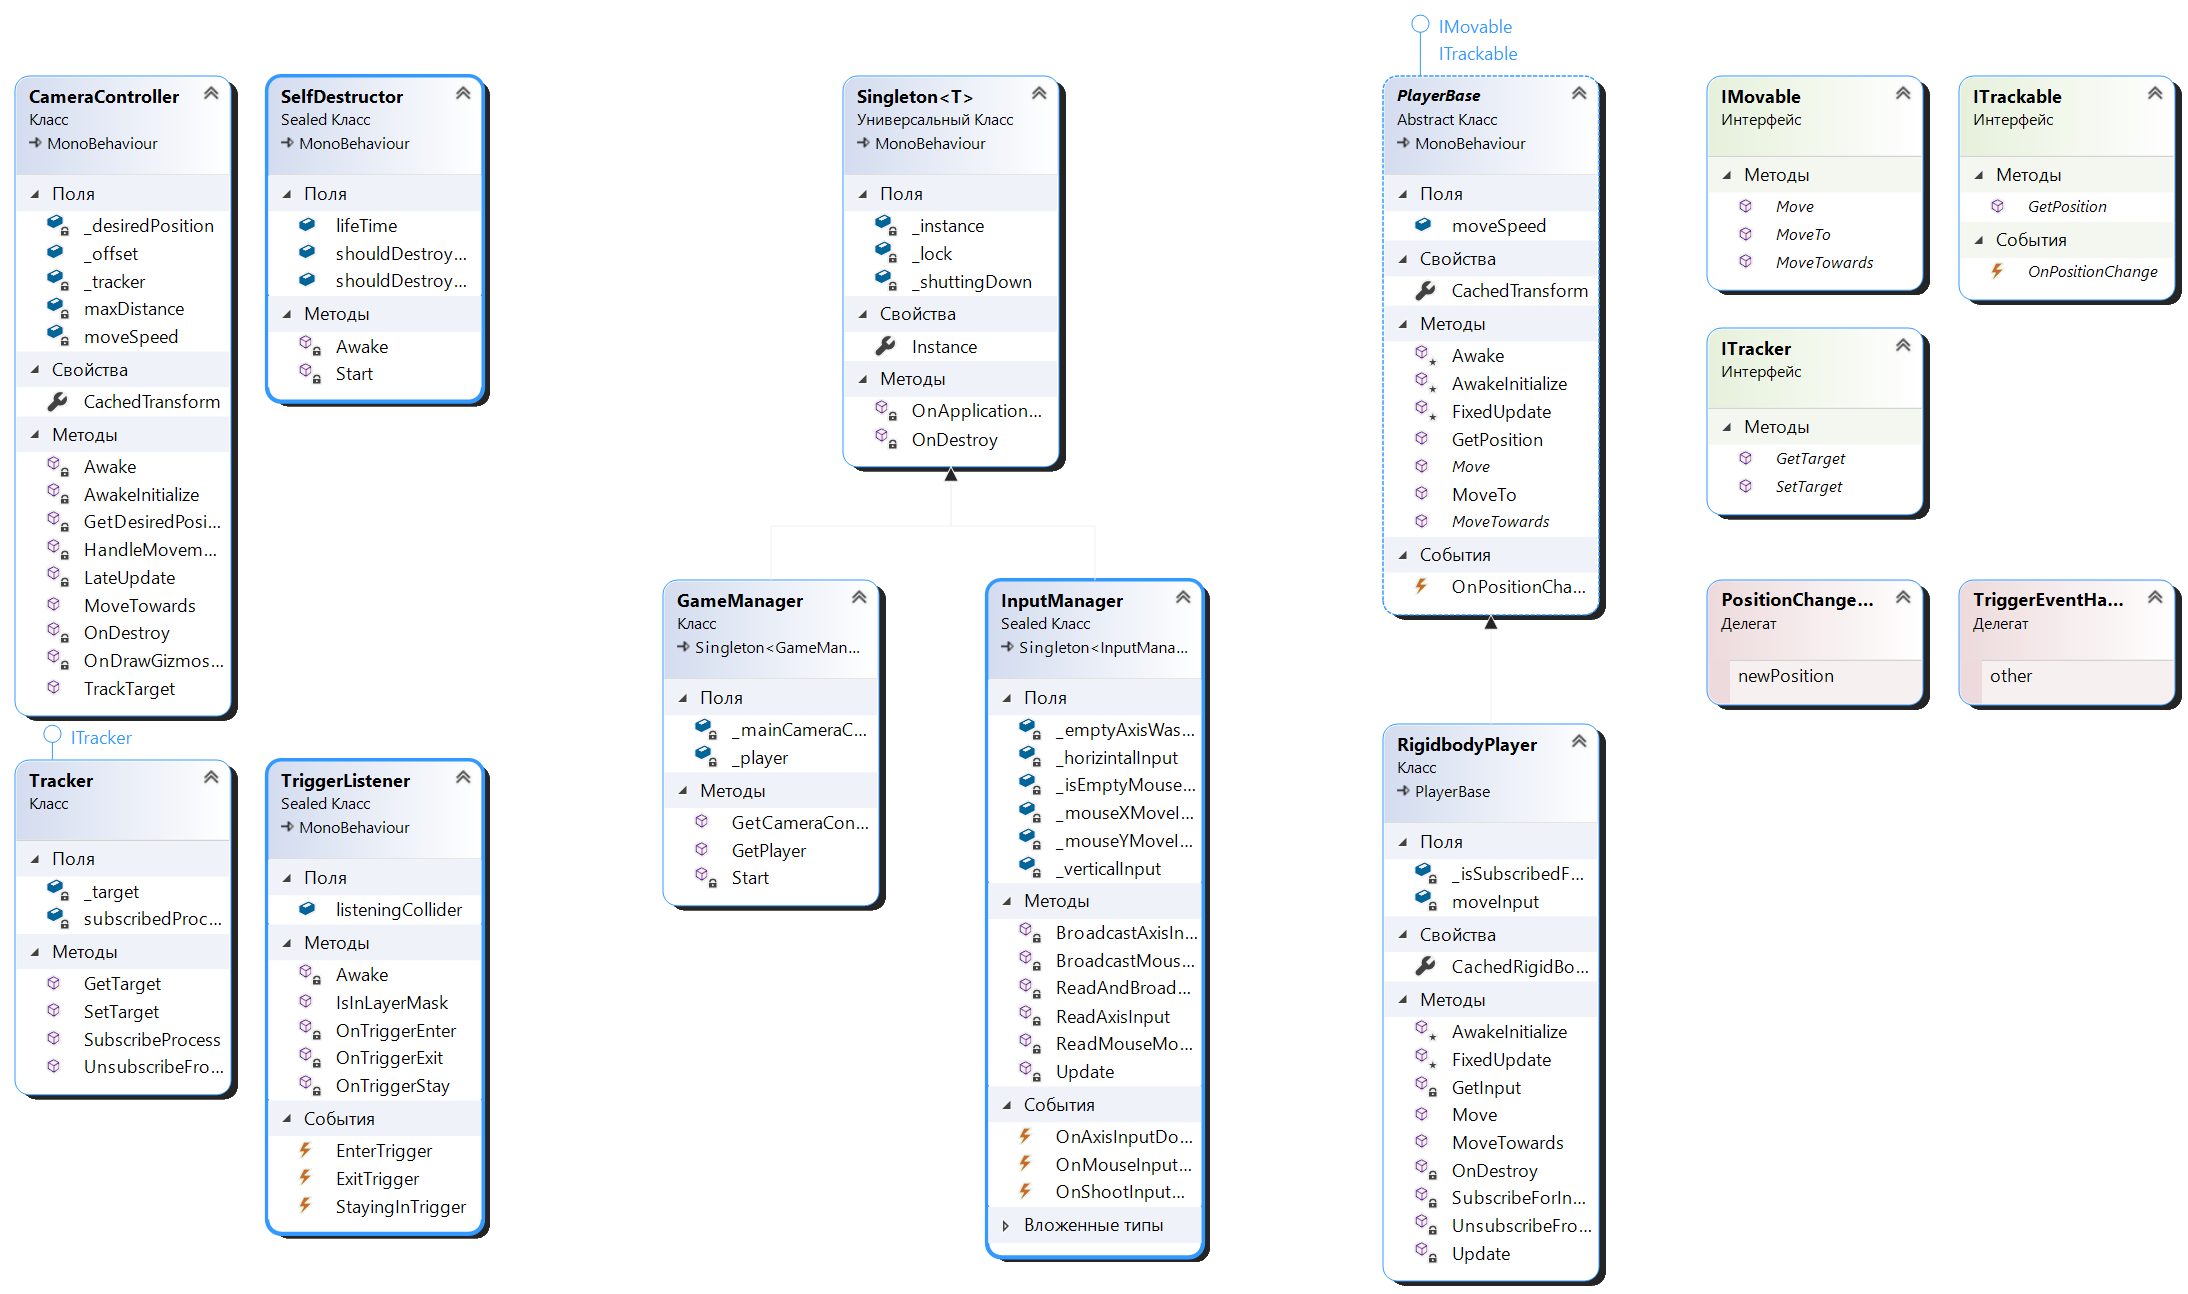 CameraController
Класс
MonoBehaviour
Поля
_desiredPosition
_offset
_tracker
maxDistance
moveSpeed
Свойства
CachedTransform
Методы
Awake
AwakeInitialize
GetDesiredPosi...
HandleMovem...
LateUpdate
MoveTowards
OnDestroy
OnDrawGizmos...
TrackTarget
SelfDestructor
Sealed Класс
MonoBehaviour
Поля
lifeTime
shouldDestroy...
shouldDestroy...
Методы
Awake
Start
ITracker
Tracker
Класс
Поля
_target
subscribedProc...
Методы
GetTarget
SetTarget
SubscribeProcess
UnsubscribeFro...
TriggerListener
Sealed Класс
MonoBehaviour
Поля
listeningCollider
Методы
Awake
IsInLayerMask
OnTriggerEnter
OnTriggerExit
OnTriggerStay
События
EnterTrigger
ExitTrigger
StayingInTrigger
Singleton<T>
Универсальный Класс
MonoBehaviour
Поля
_instance
_lock
_shuttingDown
Свойства
Instance
Методы
OnApplication...
OnDestroy
GameManager
Класс
Singleton<GameMan...
Поля
_mainCameraC...
_player
Методы
GetCameraCon...
GetPlayer
Start
InputManager
Sealed Класс
Singleton<InputMana...
Поля
_emptyAxisWas...
_horizintalInput
_isEmptyMouse...
_mouseXMoveI...
_mouseYMoveI...
_verticalInput
Методы
BroadcastAxisIn...
BroadcastMous...
ReadAndBroad...
ReadAxisInput
ReadMouseMo...
Update
События
OnAxisInputDo...
OnMouseInput...
OnShootInput...
Вложенные типы
IMovable
ITrackable
PlayerBase
Abstract Класс
MonoBehaviour
Поля
moveSpeed
Свойства
CachedTransform
Методы
Awake
AwakeInitialize
FixedUpdate
GetPosition
Move
MoveTo
MoveTowards
События
OnPositionCha...
RigidbodyPlayer
Класс
PlayerBase
Поля
_isSubscribedF...
moveInput
Свойства
CachedRigidBo...
Методы
AwakeInitialize
FixedUpdate
GetInput
Move
MoveTowards
OnDestroy
SubscribeForIn...
UnsubscribeFro...
Update
IMovable
Интерфейс
Методы
Move
MoveTo
MoveTowards
ITrackable
Интерфейс
Методы
GetPosition
События
OnPositionChange
ITracker
Интерфейс
Методы
GetTarget
SetTarget
PositionChange...
Делегат
newPosition
TriggerEventHa...
Делегат
other